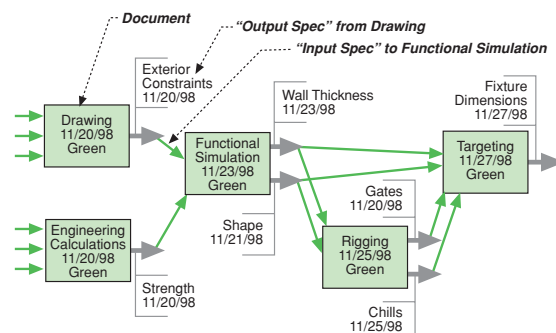 Document
“Output Spec” from Drawing
“Input Spec” to Functional Simulation
Exterior
Constraints
11/20/98
Drawing
11/20/98
Green
Functional
Simulation
11/23/98
Green
Wall Thickness
11/23/98
Fixture
Dimensions
11/27/98
Targeting
11/27/98
Green
Engineering
Calculations
11/20/98
Green
Strength
11/20/98
Shape
11/21/98
Gates
11/20/98
Rigging
11/25/98
Green
Chills
11/25/98